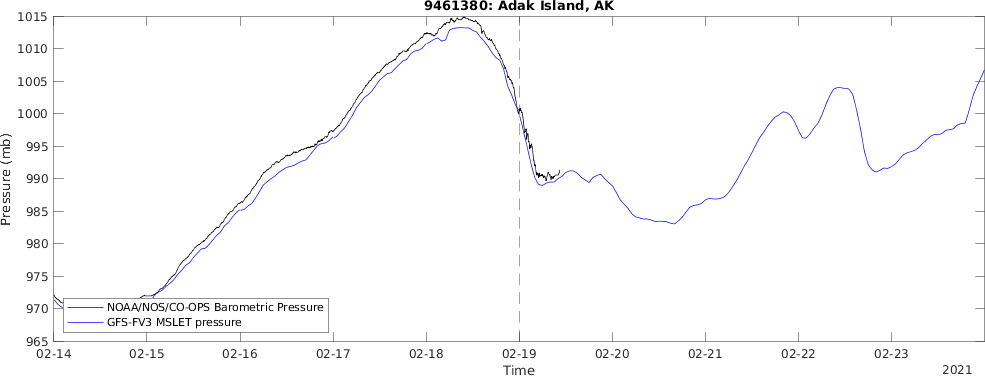 9461380: Adak Island, AK
1015
1010
1005
1000
995
990
985
980
975
970
965
Pressure (mb)
NOAA/NOS/CO-OPS Barometric Pressure
GFS-FV3 MSLET pressure
02-14 02-15 02-16 02-17 02-18 02-19 02-20 02-21 02-22 02-23
Time
2021